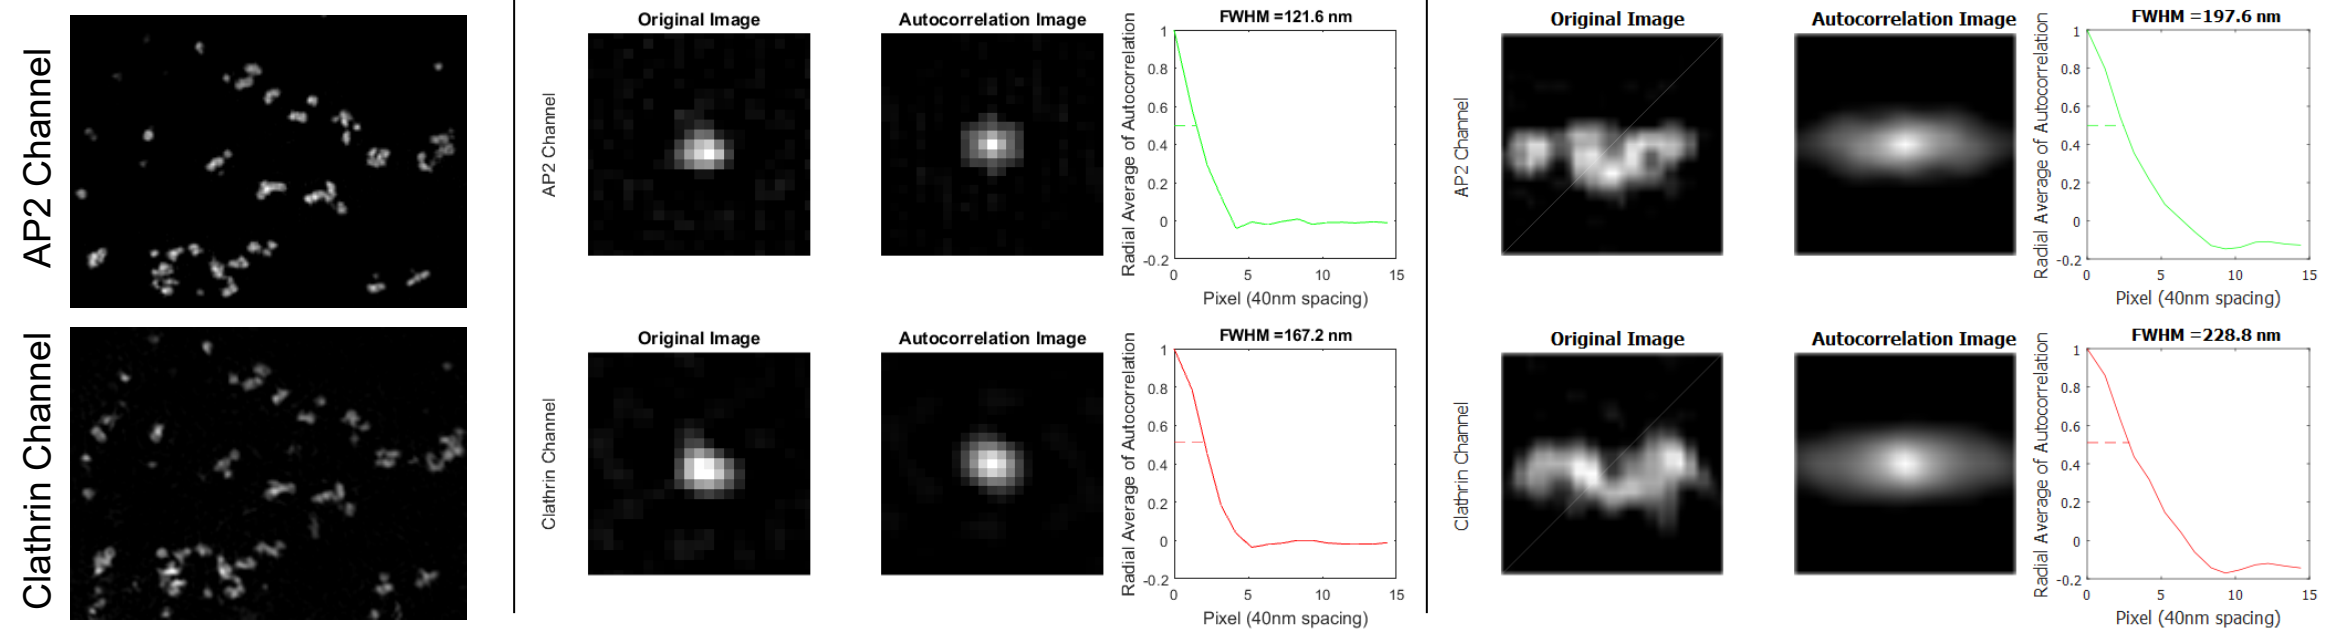 AP2 Channel
Clathrin Channel
Original Image
Autocorrelation Image
FWHM =121.6 nm
AP2 Channel
Radial Average of Autocorrelation
1
0.8
0.6
0.4
0.2
0
-0.2
0 5 10 15
Pixel (40nm spacing)
Original Image
Autocorrelation Image
FWHM =167.2 nm
Clathrin Channel
Radial Average of Autocorrelation
1
0.8
0.6
0.4
0.2
0
-0.2
0 5 10 15
Pixel (40nm spacing)
Original Image
Autocorrelation Image
FWHM =197.6 nm
AP2 Channel
Radial Average of Autocorrelation
1
0.8
0.6
0.4
0.2
0
-0.2
0 5 10 15
Pixel (40nm spacing)
Original Image
Autocorrelation Image
FWHM =228.8 nm
Clathrin Channel
Radial Average of Autocorrelation
1
0.8
0.6
0.4
0.2
0
-0.2
0 5 10 15
Pixel (40nm spacing)